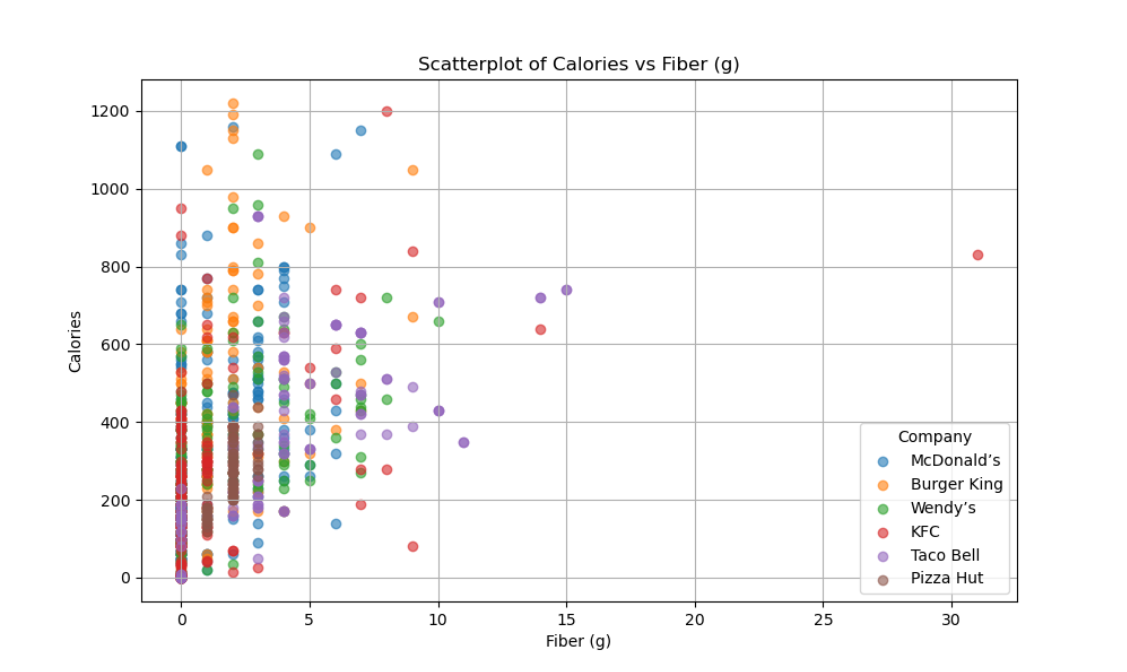 Scatterplot of Calories vs Fiber (g)
1200
1000
800
600
400
200
0
Calories
0 5 10 15 20 25 30
Fiber (g)
Company
McDonald’s
Burger King
Wendy’s
KFC
Taco Bell
Pizza Hut